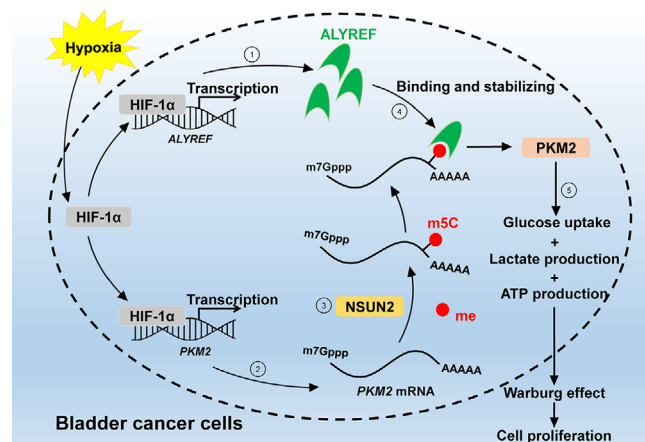 Hypoxia
ALYREF
①
Transcription
HIF-1α
ALYREF
Binding and stabilizing
④
m7Gppp
AAAAA
PKM2
⑤
HIF-1α
m7Gppp
m5C
AAAAA
Glucose uptake
+
Lactate production
+
ATP production
Transcription
HIF-1α
PKM2
③
NSUN2
me
②
m7Gppp
AAAAA
PKM2 mRNA
Warburg effect
Cell proliferation
Bladder cancer cells